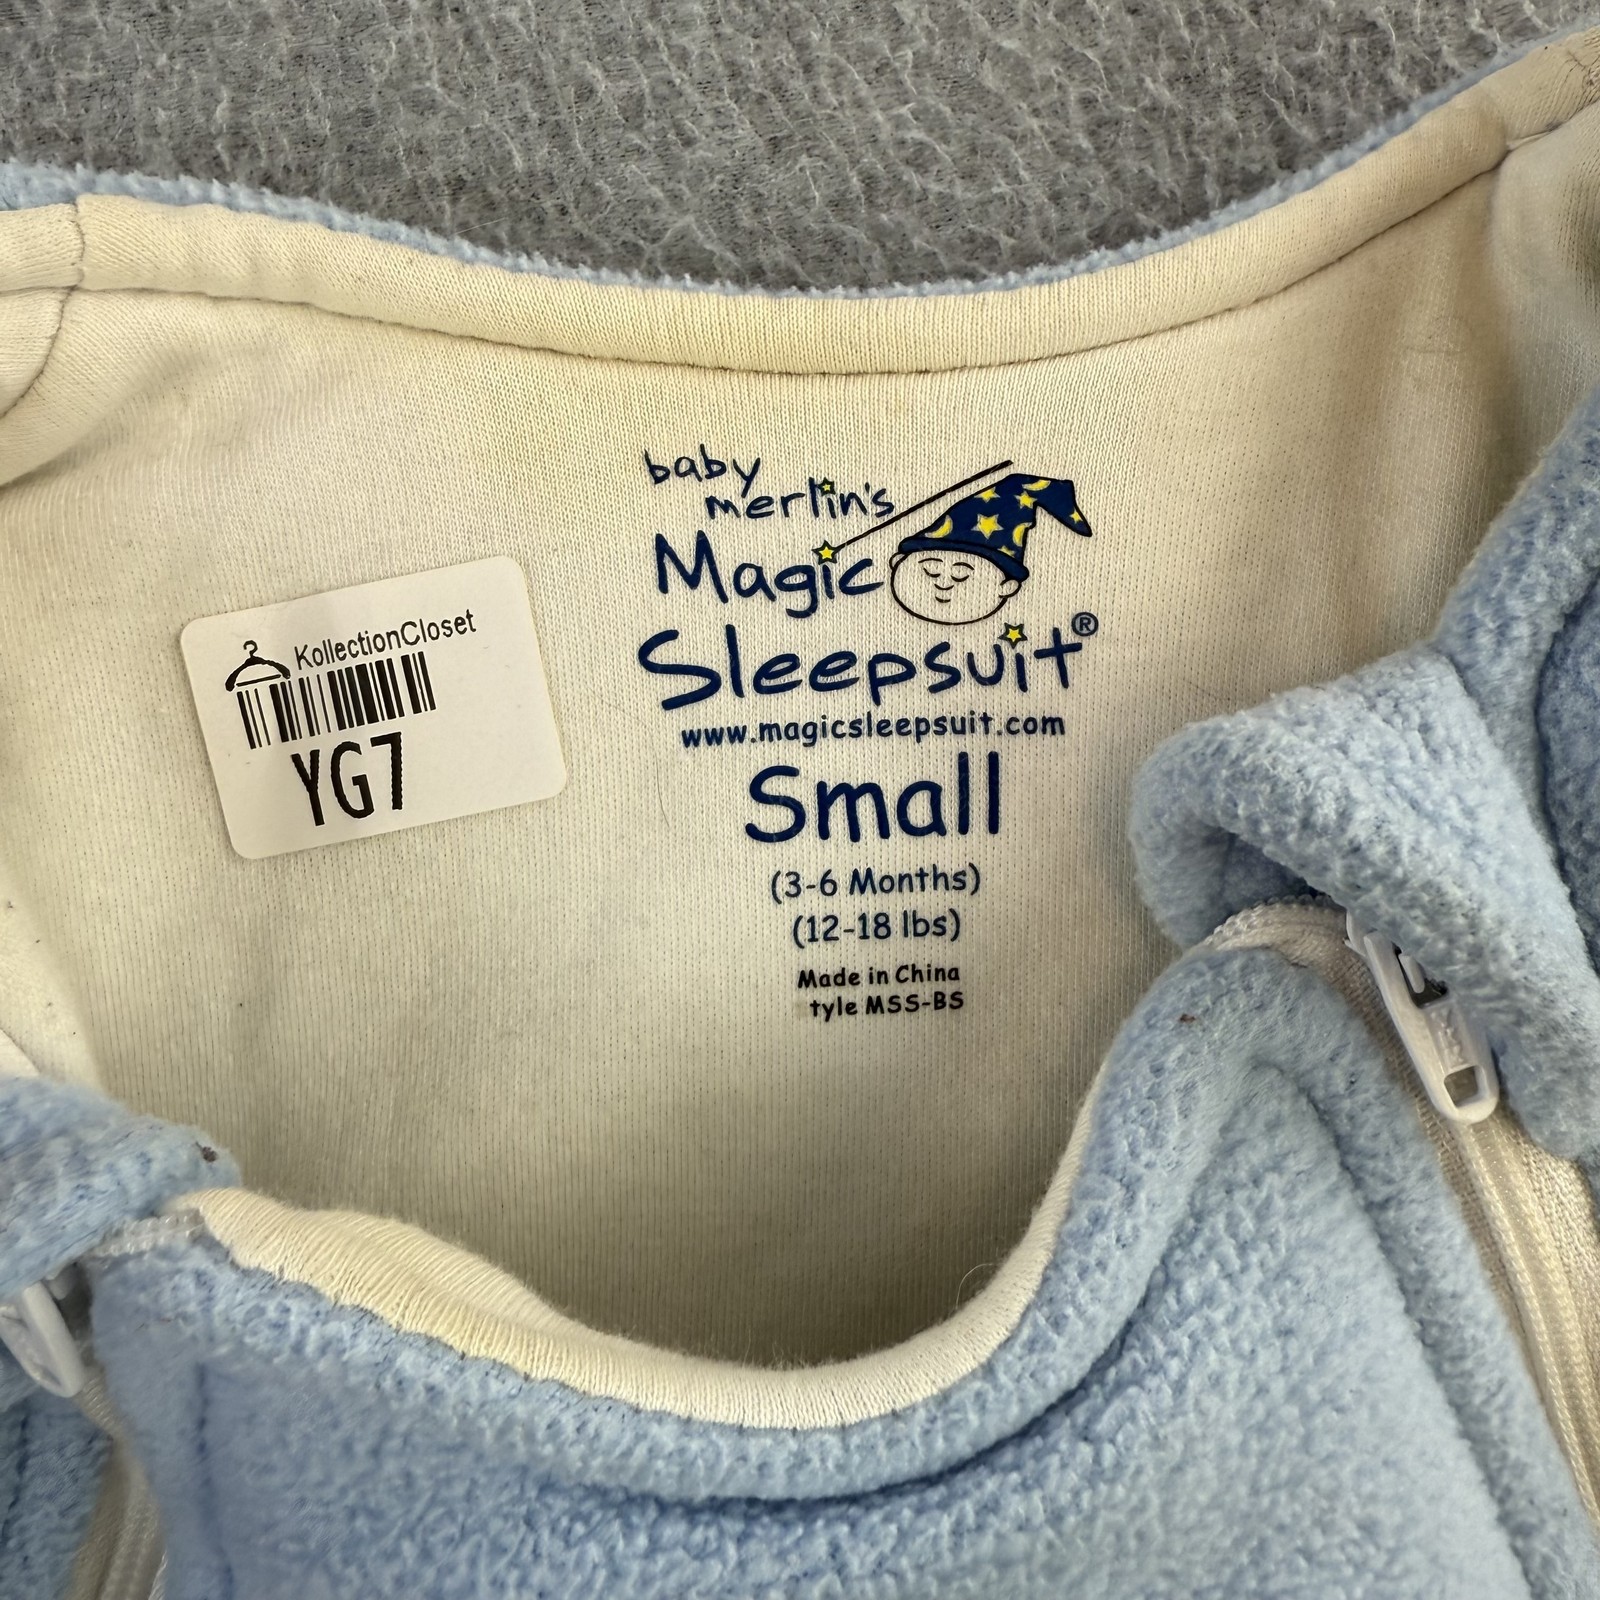 KollectionCloset
YG7
baby
merlin's
Magic
Sleepsuit®
www.magicsleepsuit.com
Small
(3-6 Months)
(12-18 lbs)
Made in China
tyle MSS-BS